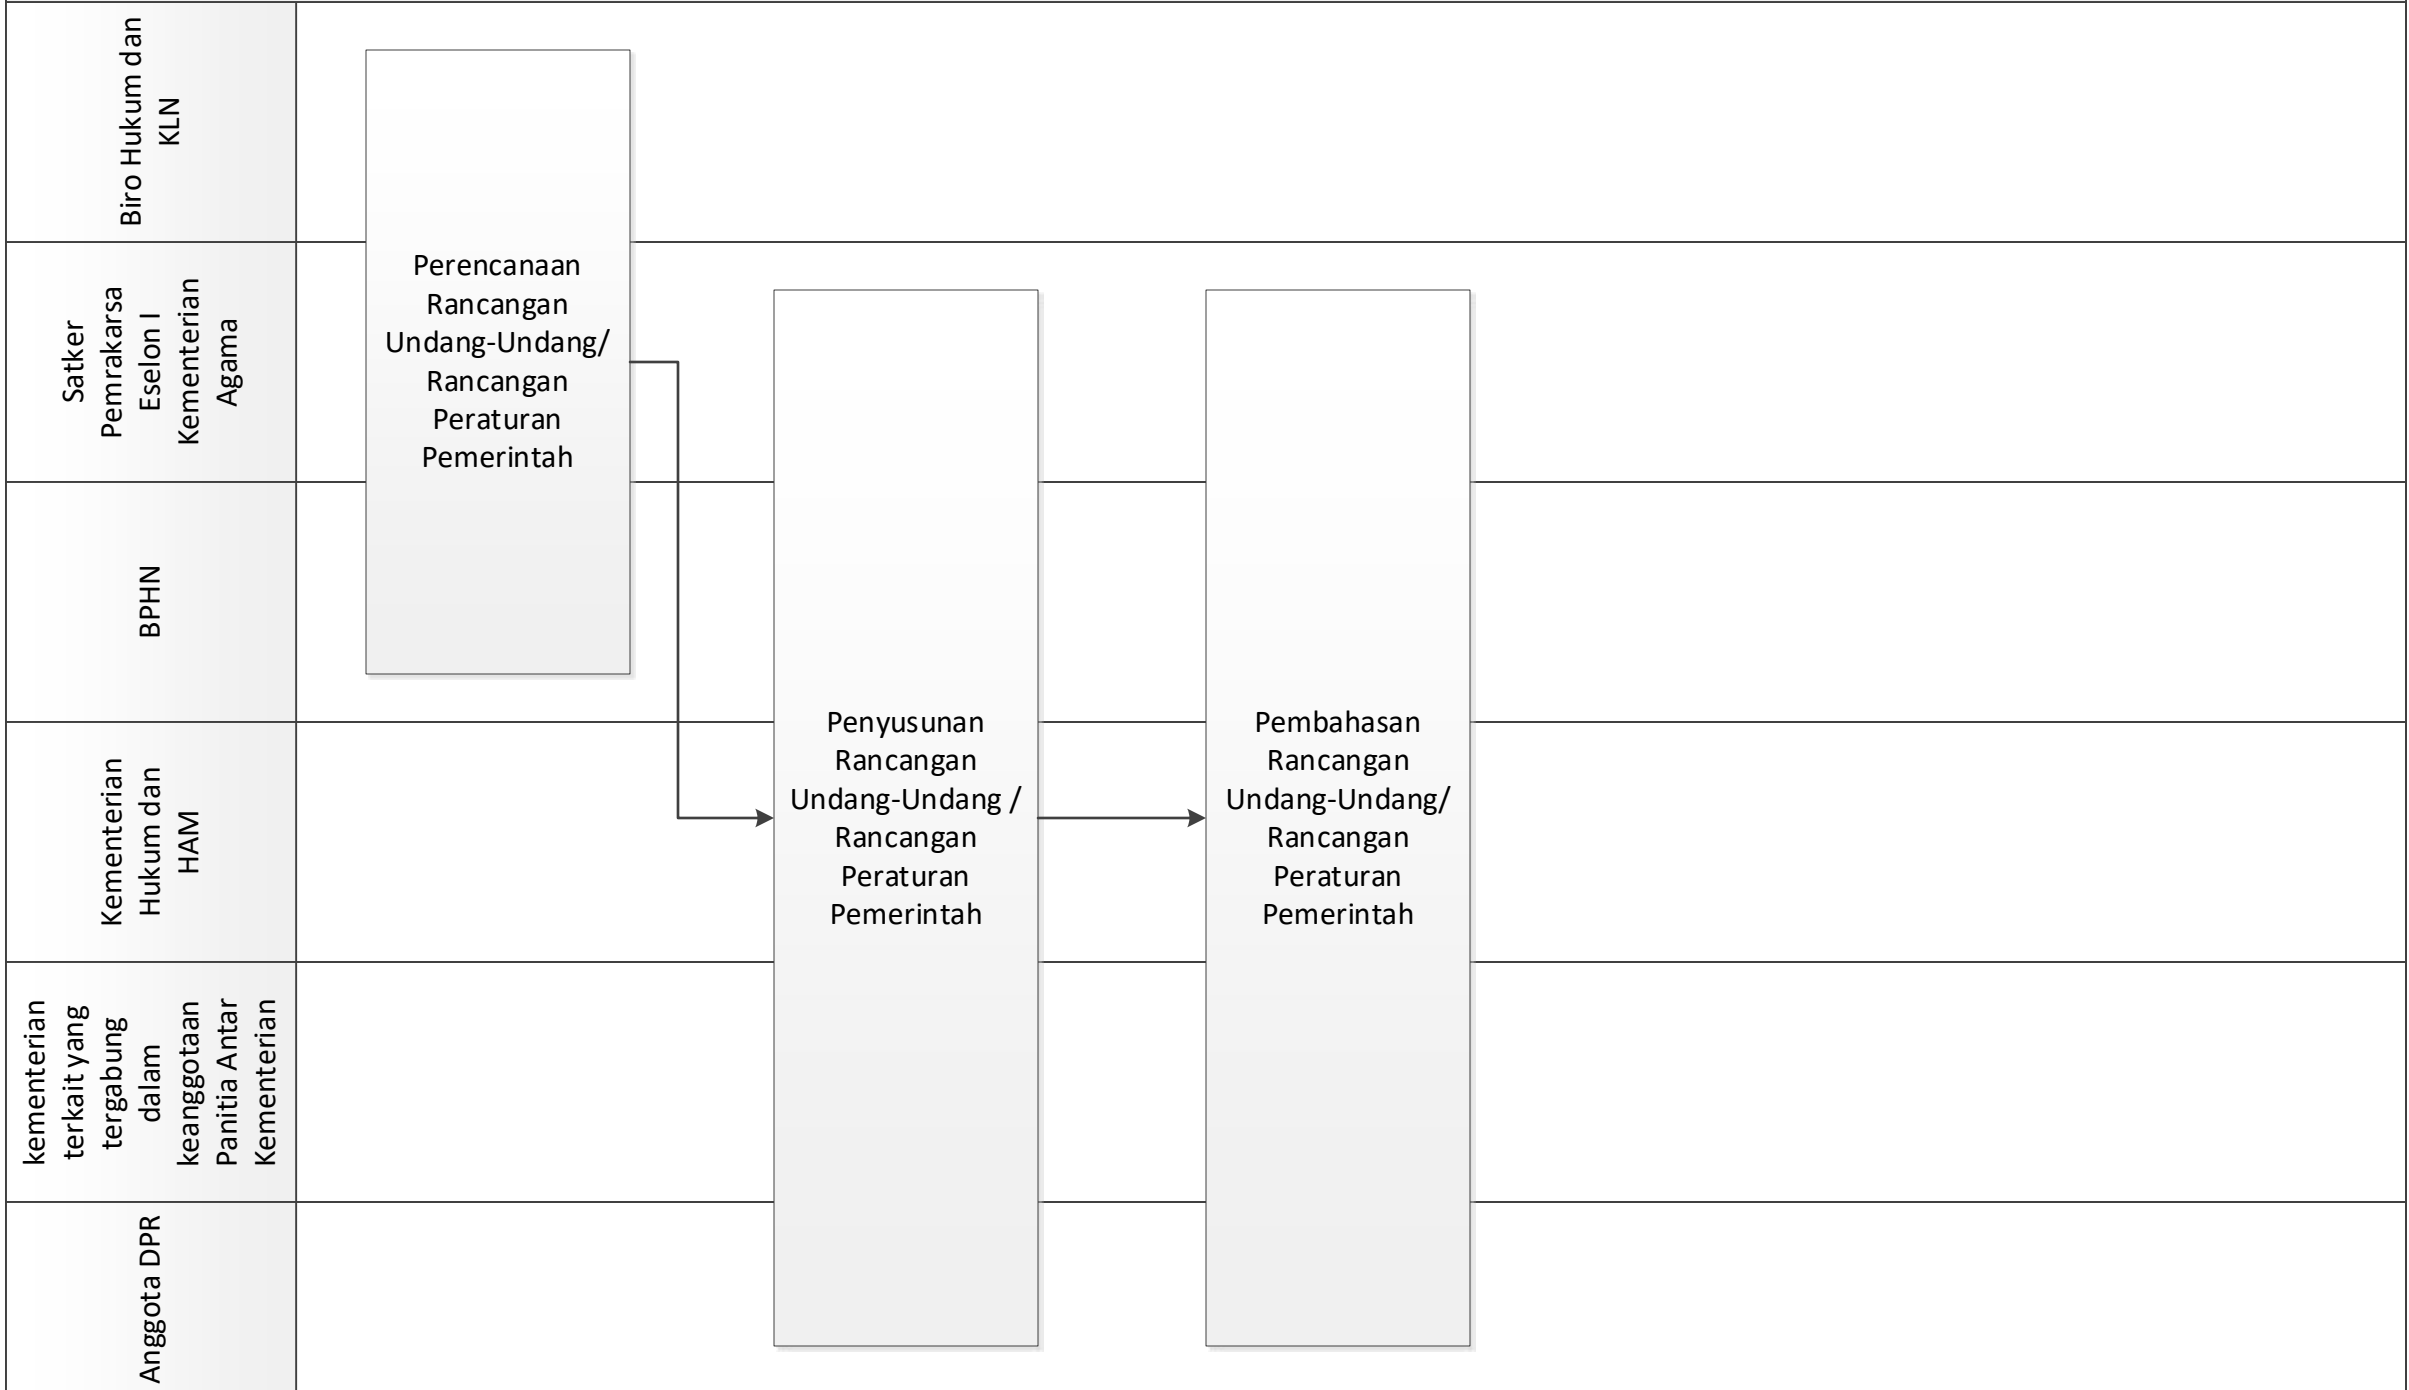 Biro Hukum dan
KLN
Satker
Pemrakarsa
Eselon I
Kementerian
Agama
BPHN
Kementerian
Hukum dan
HAM
kementerian
terkait yang
tergabung
dalam
keanggotaan
Panitia Antar
Kementerian
Anggota DPR
Perencanaan
Rancangan
Undang-Undang/
Rancangan
Peraturan
Pemerintah
Penyusunan
Rancangan
Undang-Undang /
Rancangan
Peraturan
Pemerintah
Pembahasan
Rancangan
Undang-Undang/
Rancangan
Peraturan
Pemerintah